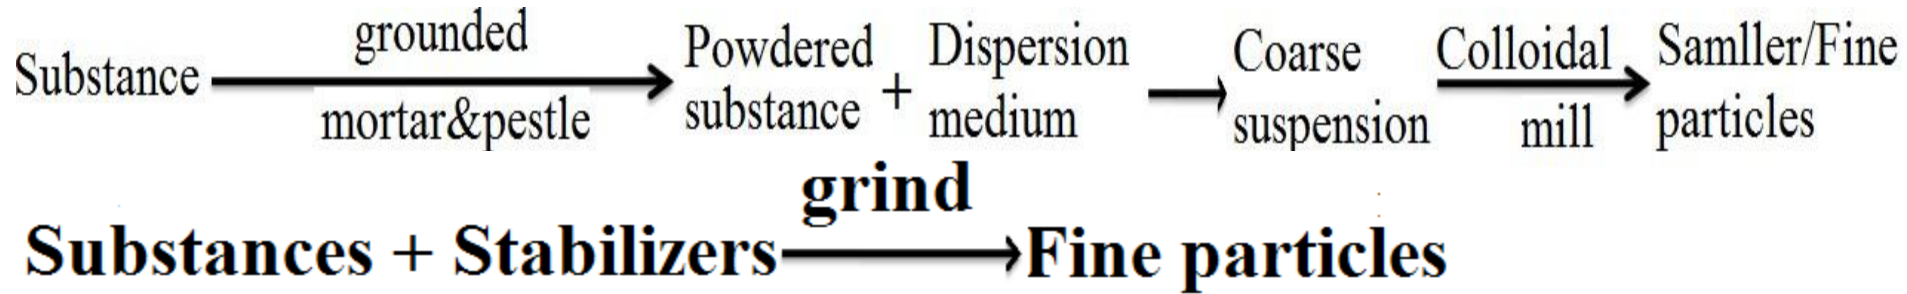 Substance grounded mortar&pestle Powdered substance + Dispersion medium Coarse suspension Colloidal mill Samller/Fine particles
grind
Substances + Stabilizers Fine particles